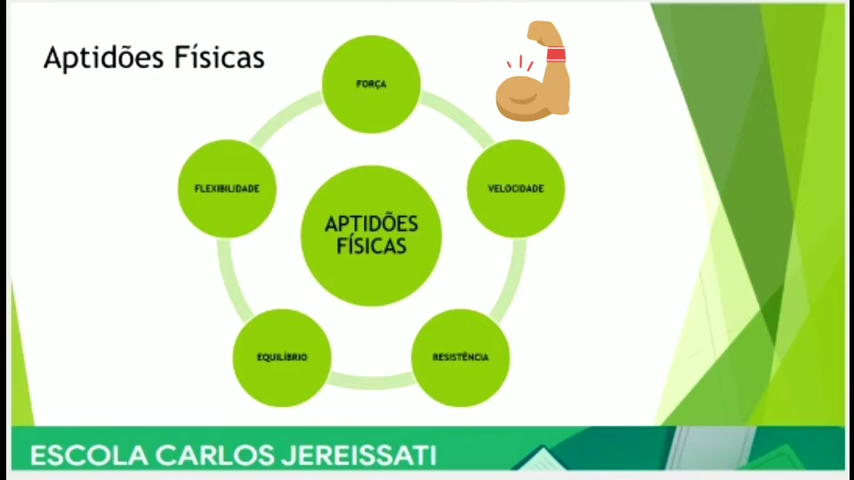 Aptidões Físicas
FORÇA
FLEXIBILIDADE
VELOCIDADE
APTIDÕES
FÍSICAS
EQUILÍBRIO
RESISTÊNCIA
ESCOLA CARLOS JEREISSATI